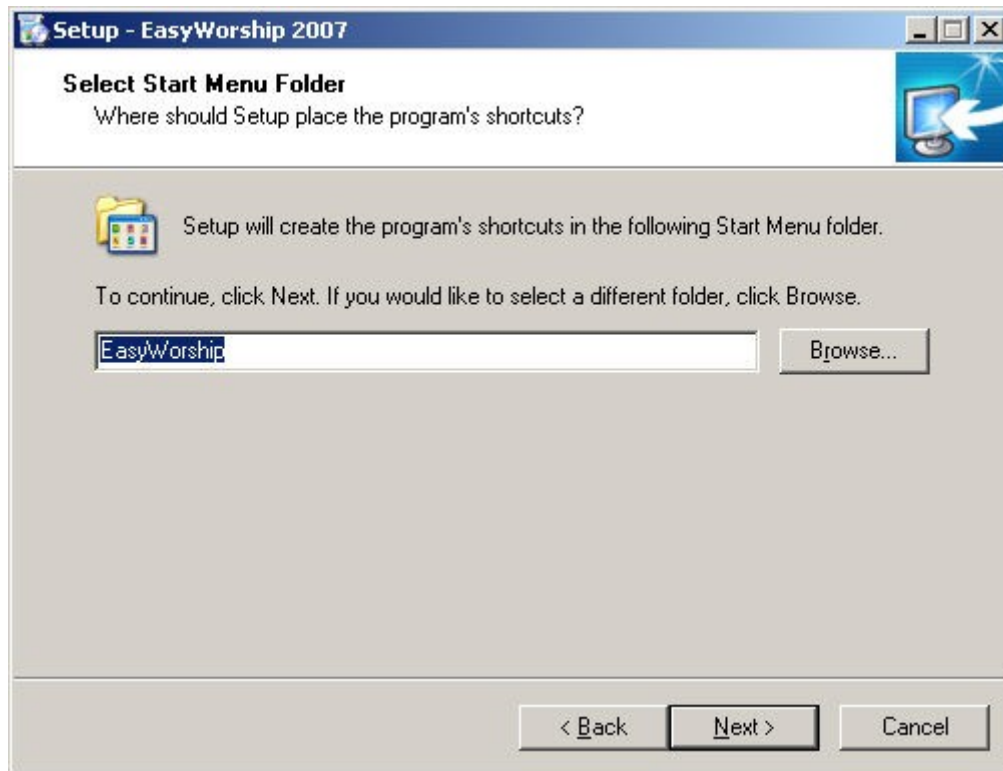 Setup - EasyWorship 2007
Select Start Menu Folder
Where should Setup place the program's shortcuts?
Setup will create the program's shortcuts in the following Start Menu folder.
To continue, click Next. If you would like to select a different folder, click Browse.
EasyWorship
Browse...
< Back
Next >
Cancel